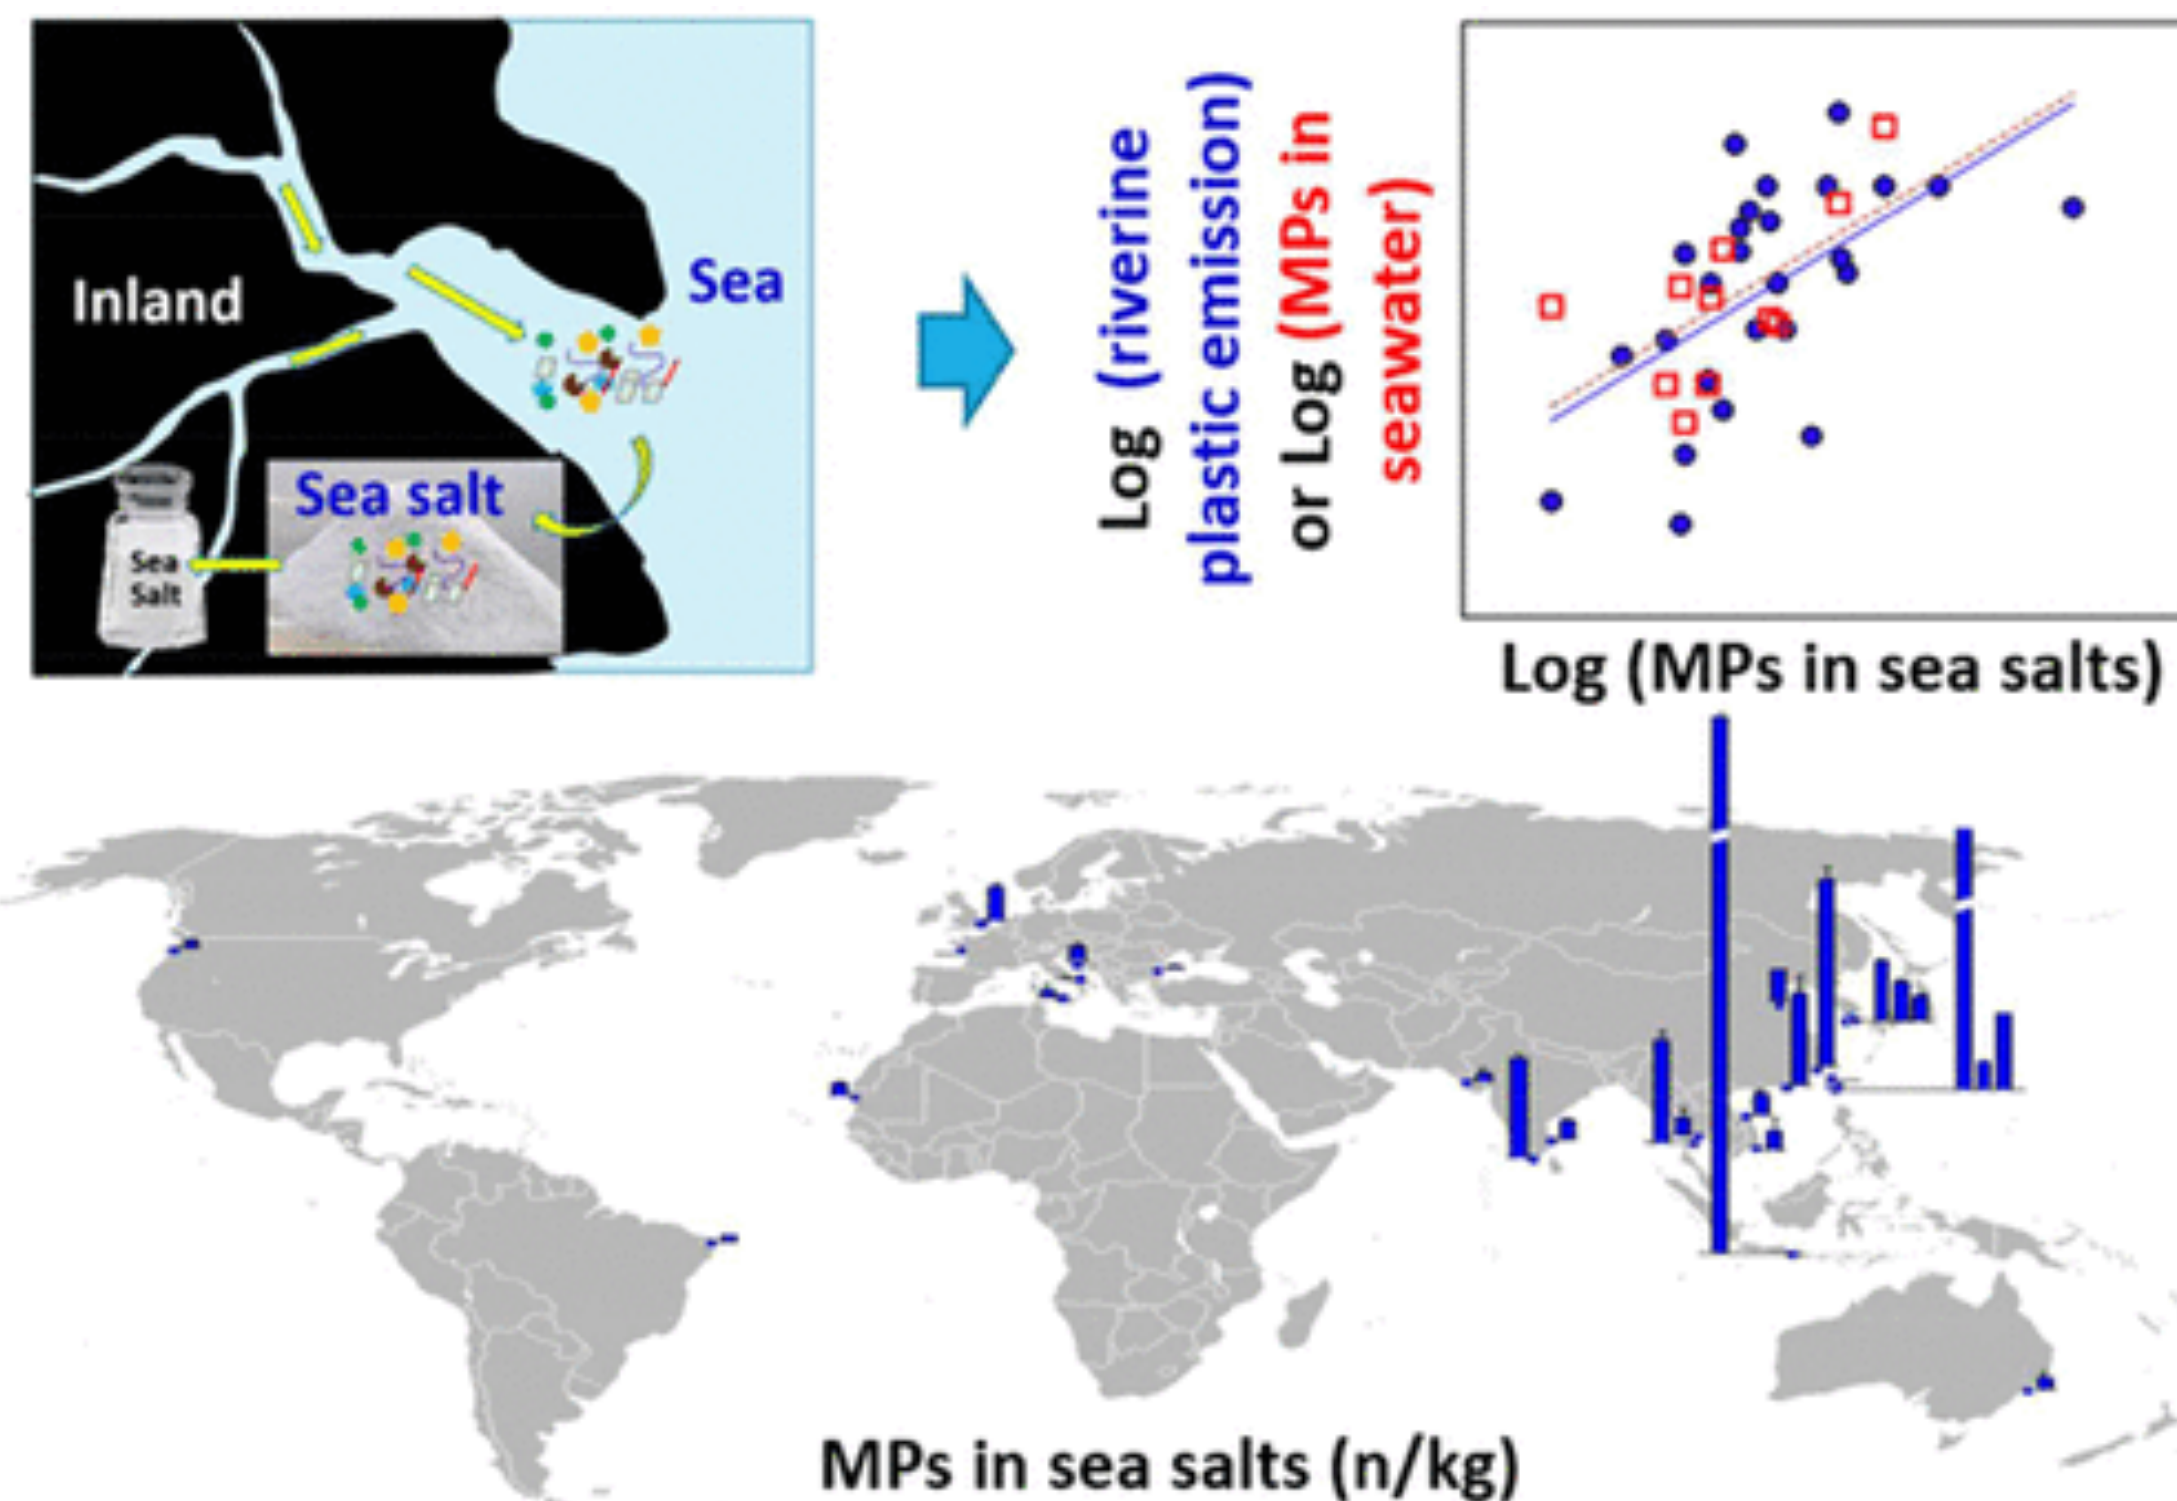 Inland
Sea
Sea salt
Sea
Salt
Log (riverine
plastic emission)
or Log (MPs in
seawater)
Log (MPs in sea salts)
MPs in sea salts (n/kg)